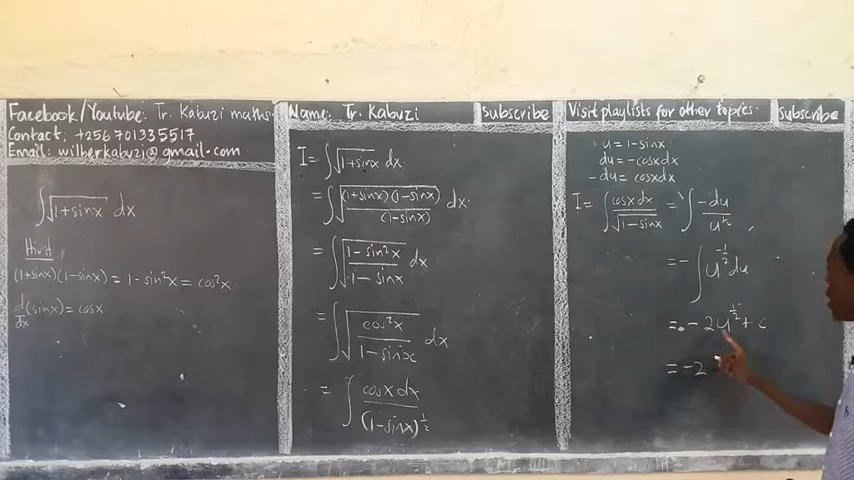 Facebook/Youtube: Tr. Kabuzi maths
Contact; +256 701335517
Email: wilberkabuzi@gmail.com
∫√(1+sinx) dx
Hint
(1+sinx)(1-sinx) = 1-sin²x = cos²x.
d/dx(sinx) = cosx
Name: Tr. Kabuzi
subscribe
I = ∫√(1+sinx) dx
= ∫√((1+sinx)(1-sinx)/(1-sinx)) dx.
= ∫√((1-sin²x)/(1-sinx)) dx
= ∫√(cos²x/(1-sinx)) dx
= ∫ cosx dx/(1-sinx)^½
Visit playlists for other topics
subscribe
u = 1-sinx
du = -cosxdx
-du = cosxdx
I = ∫ cosx dx/√(1-sinx) = ∫ -du/u^½
= -∫u^-½ du
= -2u^½ + c
= -2